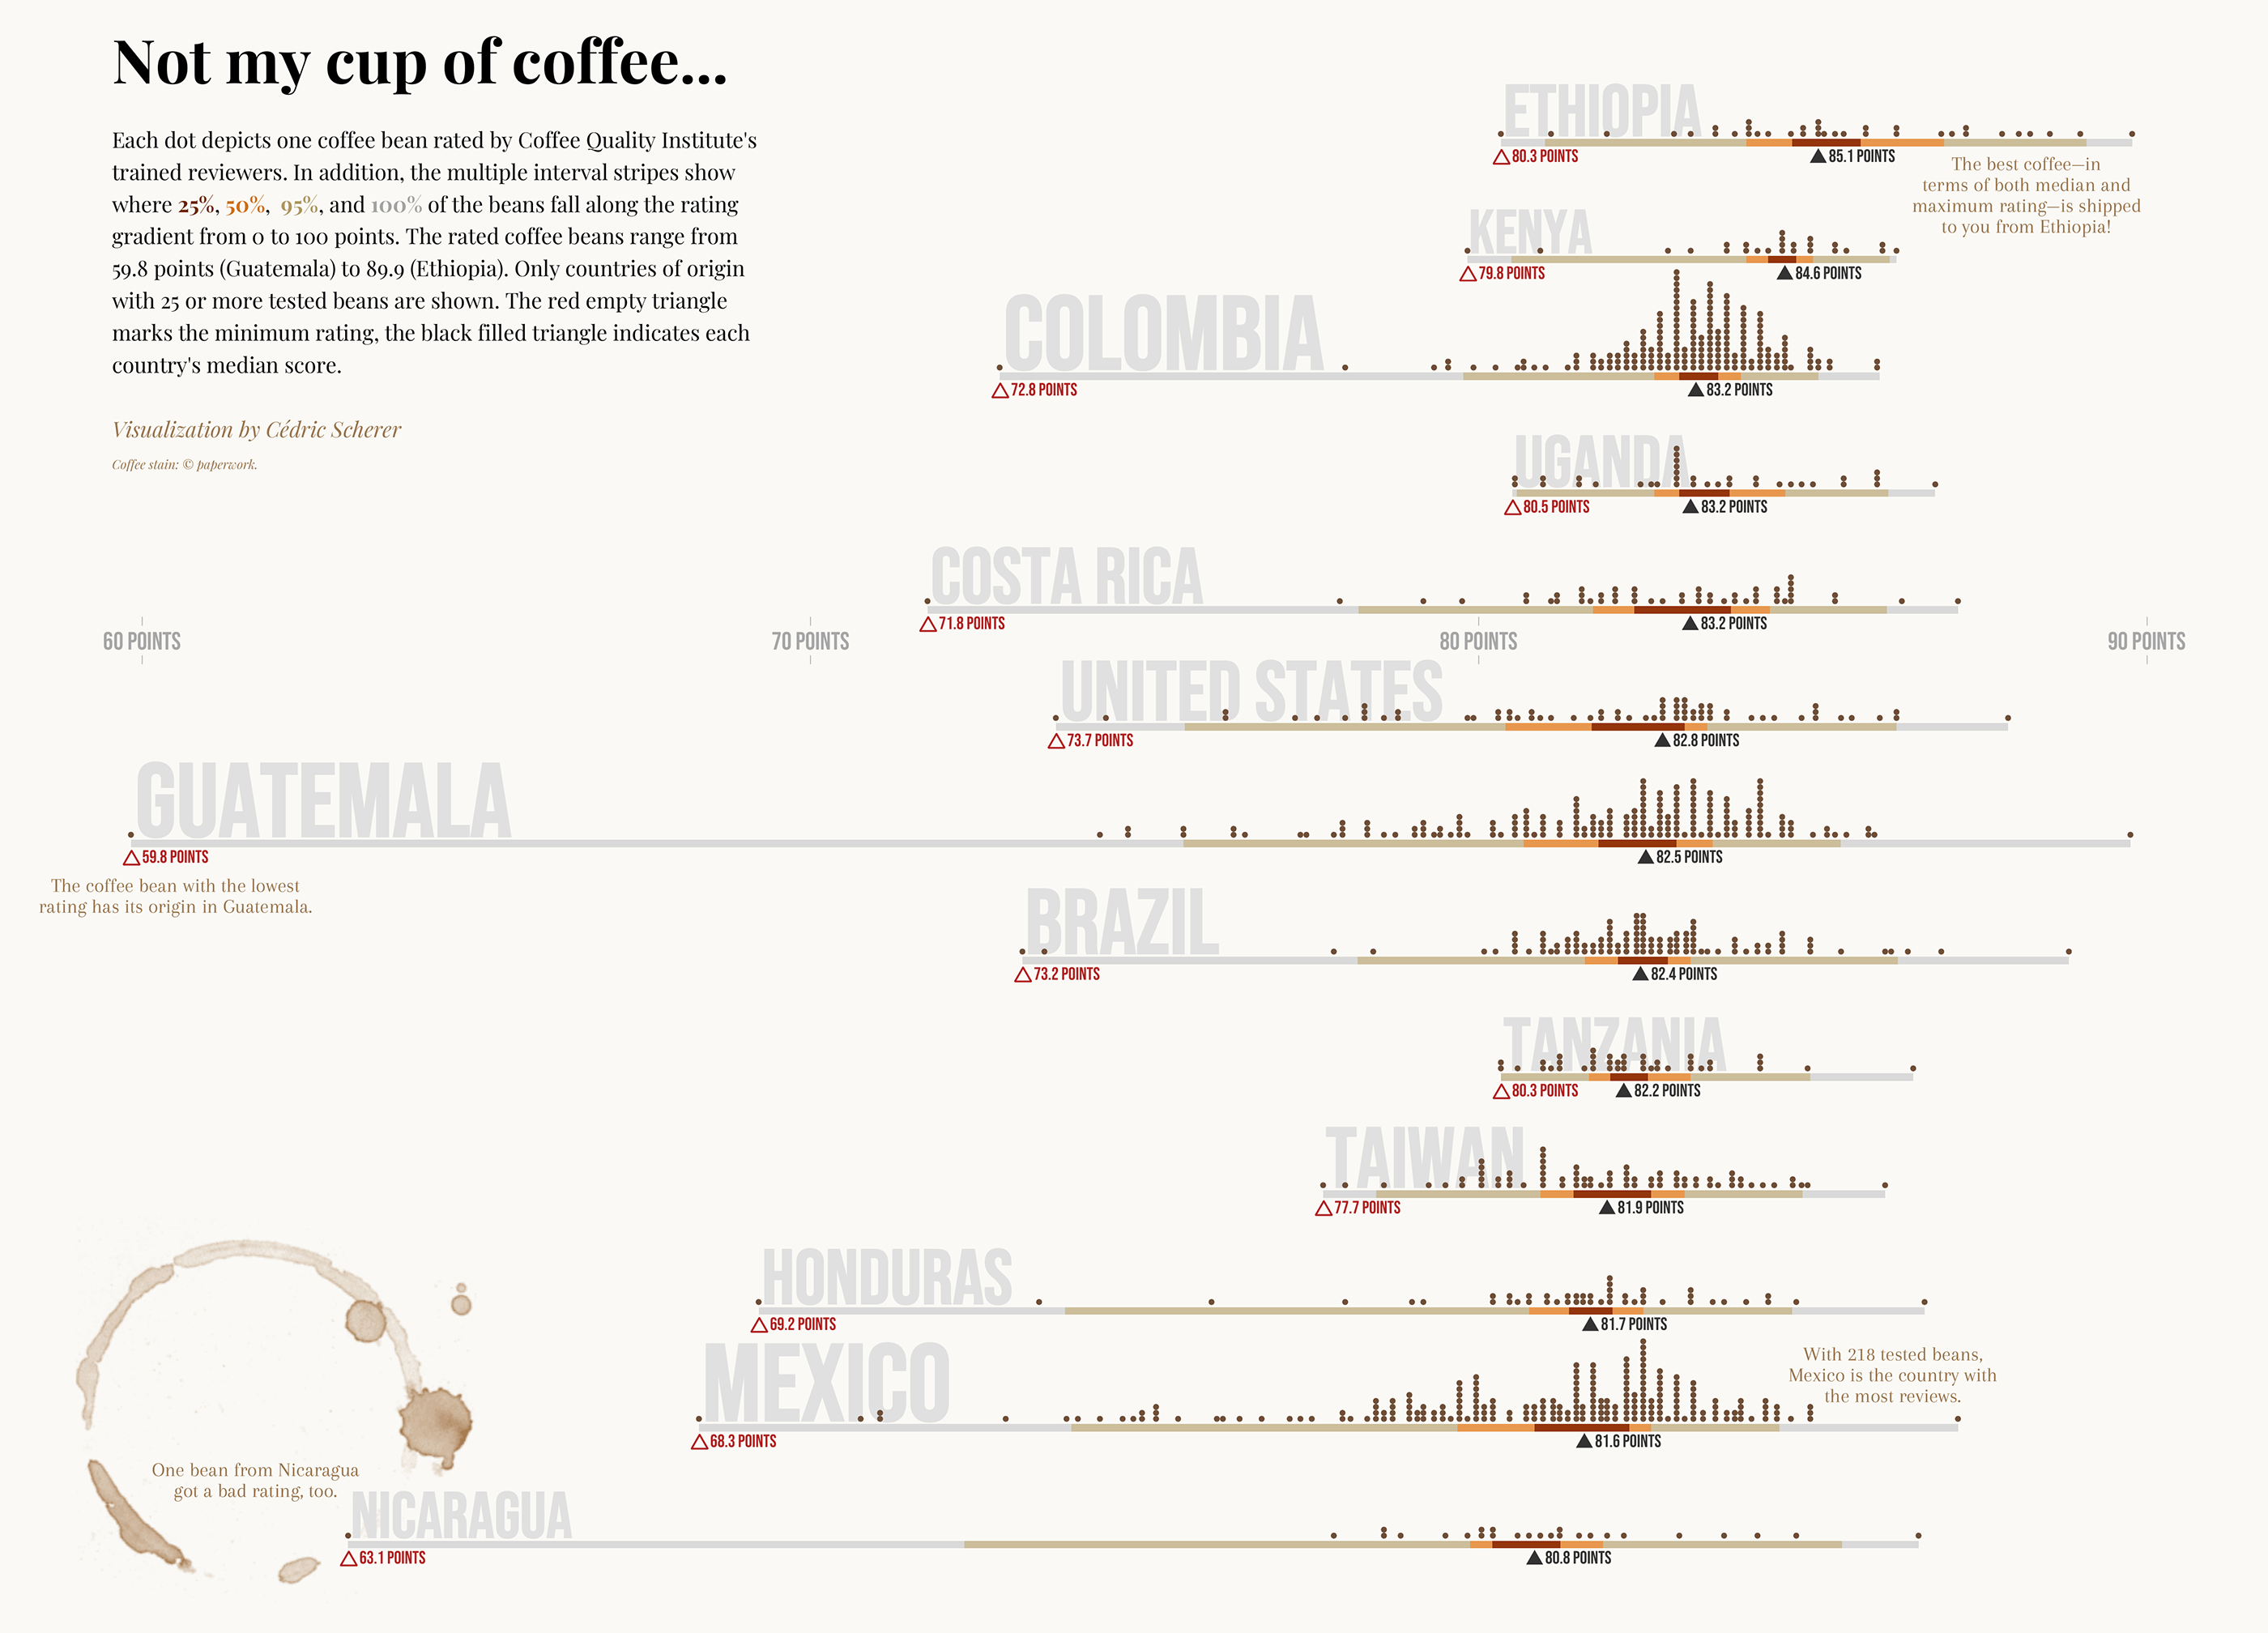 Not my cup of coffee...
Each dot depicts one coffee bean rated by Coffee Quality Institute's
trained reviewers. In addition, the multiple interval stripes show
where 25%, 50%, 95%, and 100% of the beans fall along the rating
gradient from 0 to 100 points. The rated coffee beans range from
59.8 points (Guatemala) to 89.9 (Ethiopia). Only countries of origin
with 25 or more tested beans are shown. The red empty triangle
marks the minimum rating, the black filled triangle indicates each
country's median score.
Visualization by Cédric Scherer
Coffee stain: © paperwork.
ETHIOPIA
80.3 POINTS
85.1 POINTS
The best coffee—in
terms of both median and
maximum rating—is shipped
to you from Ethiopia!
KENYA
79.8 POINTS
84.6 POINTS
COLOMBIA
72.8 POINTS
83.2 POINTS
UGANDA
80.5 POINTS
83.2 POINTS
COSTA RICA
71.8 POINTS
83.2 POINTS
60 POINTS
70 POINTS
80 POINTS
90 POINTS
UNITED STATES
73.7 POINTS
82.8 POINTS
GUATEMALA
59.8 POINTS
82.5 POINTS
The coffee bean with the lowest
rating has its origin in Guatemala.
BRAZIL
73.2 POINTS
82.4 POINTS
TANZANIA
80.3 POINTS
82.2 POINTS
TAIWAN
77.7 POINTS
81.9 POINTS
HONDURAS
69.2 POINTS
81.7 POINTS
MEXICO
68.3 POINTS
81.6 POINTS
With 218 tested beans,
Mexico is the country with
the most reviews.
One bean from Nicaragua
got a bad rating, too.
NICARAGUA
63.1 POINTS
80.8 POINTS